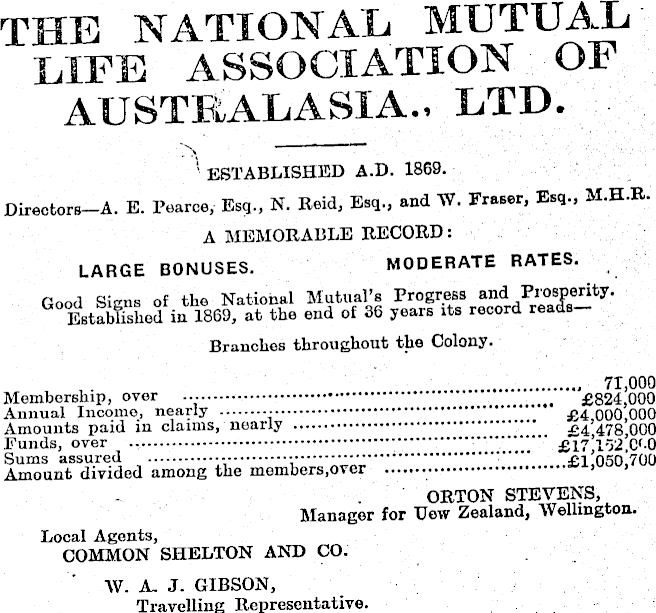 THE NATIONAL MUTUAL
LIFE ASSOCIATION OF
AUSTRALASIA., LTD.
ESTABLISHED A.D. 1869.
Directors—A. E. Pearce, Esq., N. Reid, Esq., and W. Fraser, Esq., M.H.R.
A MEMORABLE RECORD:
LARGE BONUSES. MODERATE RATES.
Good Signs of the National Mutual's Progress and Prosperity.
Established in 1869, at the end of 36 years its record reads—
Branches throughout the Colony.
Membership, over ........ 71,000
Annual Income, nearly ........ £824,000
Amounts paid in claims, nearly ........ £4,000,000
Funds, over ........ £4,478,000
Sums assured ........ £17,152,000
Amount divided among the members,over ........ £1,050,700
ORTON STEVENS,
Manager for Uew Zealand, Wellington.
Local Agents,
COMMON SHELTON AND CO.
W. A. J. GIBSON,
Travelling Representative.